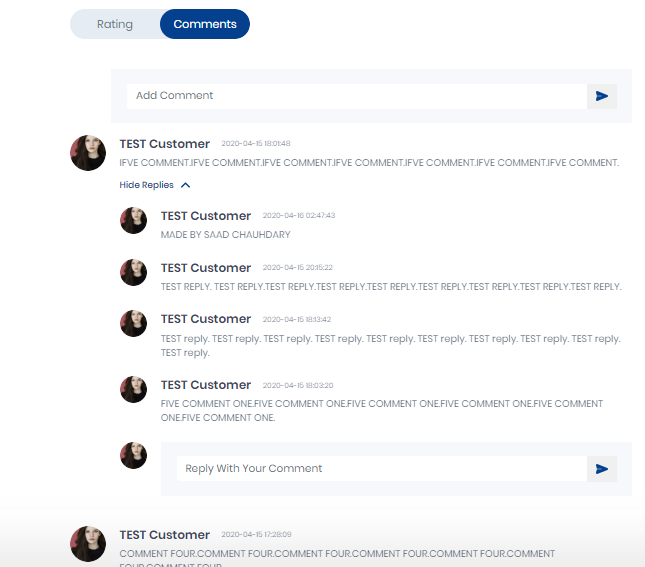 Rating
Comments
Add Comment
TEST Customer 2020-04-15 18:01:48
IFVE COMMENT.IFVE COMMENT.IFVE COMMENT.IFVE COMMENT.IFVE COMMENT.IFVE COMMENT.IFVE COMMENT.
Hide Replies
TEST Customer 2020-04-16 02:47:43
MADE BY SAAD CHAUHDARY
TEST Customer 2020-04-15 20:15:22
TEST REPLY. TEST REPLY.TEST REPLY.TEST REPLY.TEST REPLY.TEST REPLY.TEST REPLY.TEST REPLY.TEST REPLY.
TEST Customer 2020-04-15 18:13:42
TEST reply. TEST reply. TEST reply. TEST reply. TEST reply. TEST reply. TEST reply. TEST reply. TEST reply.
TEST reply.
TEST Customer 2020-04-15 18:03:20
FIVE COMMENT ONE.FIVE COMMENT ONE.FIVE COMMENT ONE.FIVE COMMENT ONE.FIVE COMMENT
ONE.FIVE COMMENT ONE.
Reply With Your Comment
TEST Customer 2020-04-15 17:28:09
COMMENT FOUR.COMMENT FOUR.COMMENT FOUR.COMMENT FOUR.COMMENT FOUR.COMMENT
FOUR.COMMENT FOUR